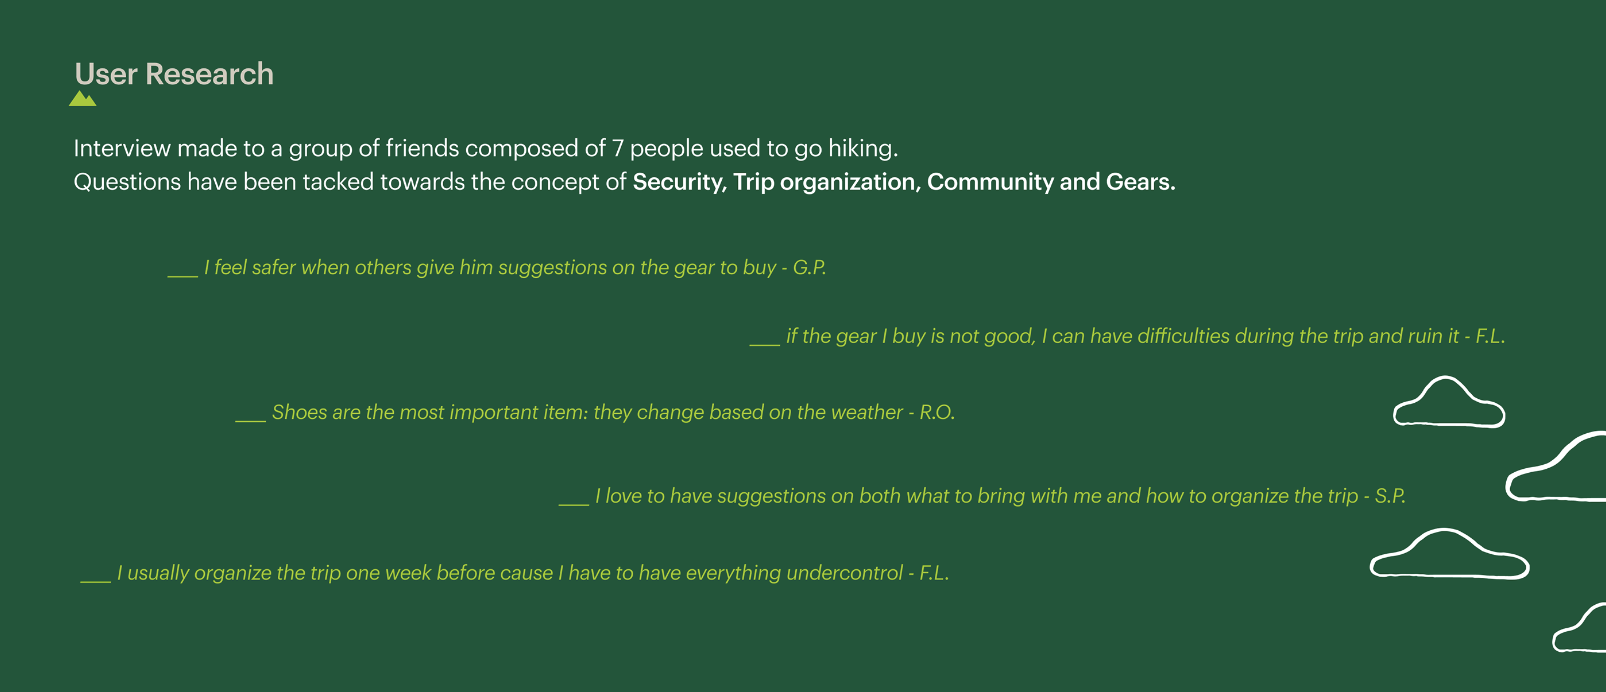 User Research
Interview made to a group of friends composed of 7 people used to go hiking.
Questions have been tacked towards the concept of Security, Trip organization, Community and Gears.
___ I feel safer when others give him suggestions on the gear to buy - G.P.
___ if the gear I buy is not good, I can have difficulties during the trip and ruin it - F.L.
___ Shoes are the most important item: they change based on the weather - R.O.
___ I love to have suggestions on both what to bring with me and how to organize the trip - S.P.
___ I usually organize the trip one week before cause I have to have everything undercontrol - F.L.